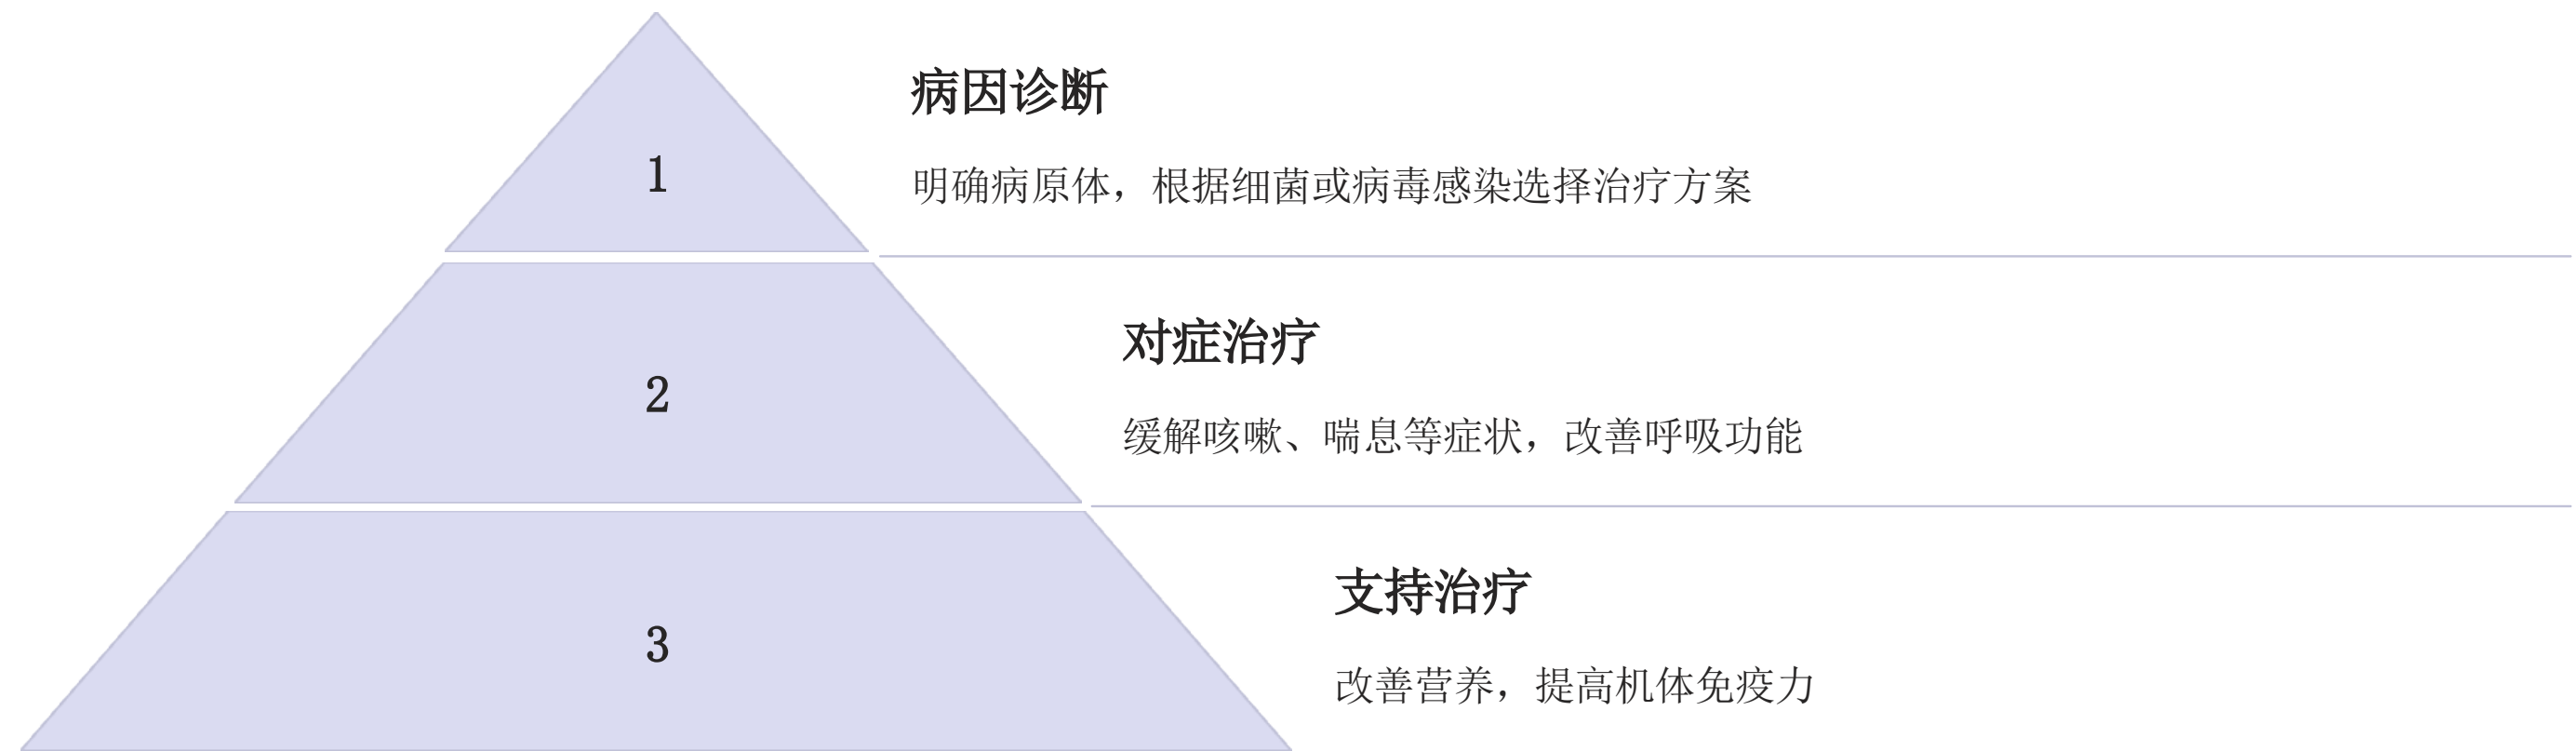 1
病因诊断
明确病原体，根据细菌或病毒感染选择治疗方案
2
对症治疗
缓解咳嗽、喘息等症状，改善呼吸功能
3
支持治疗
改善营养，提高机体免疫力